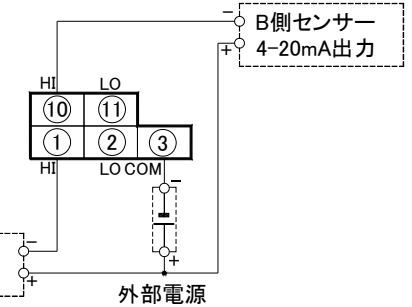 − B側センサー
+ 4−20mA出力
HI LO
⑩ ⑪
① ② ③
HI LO COM
−
−
+ +
外部電源